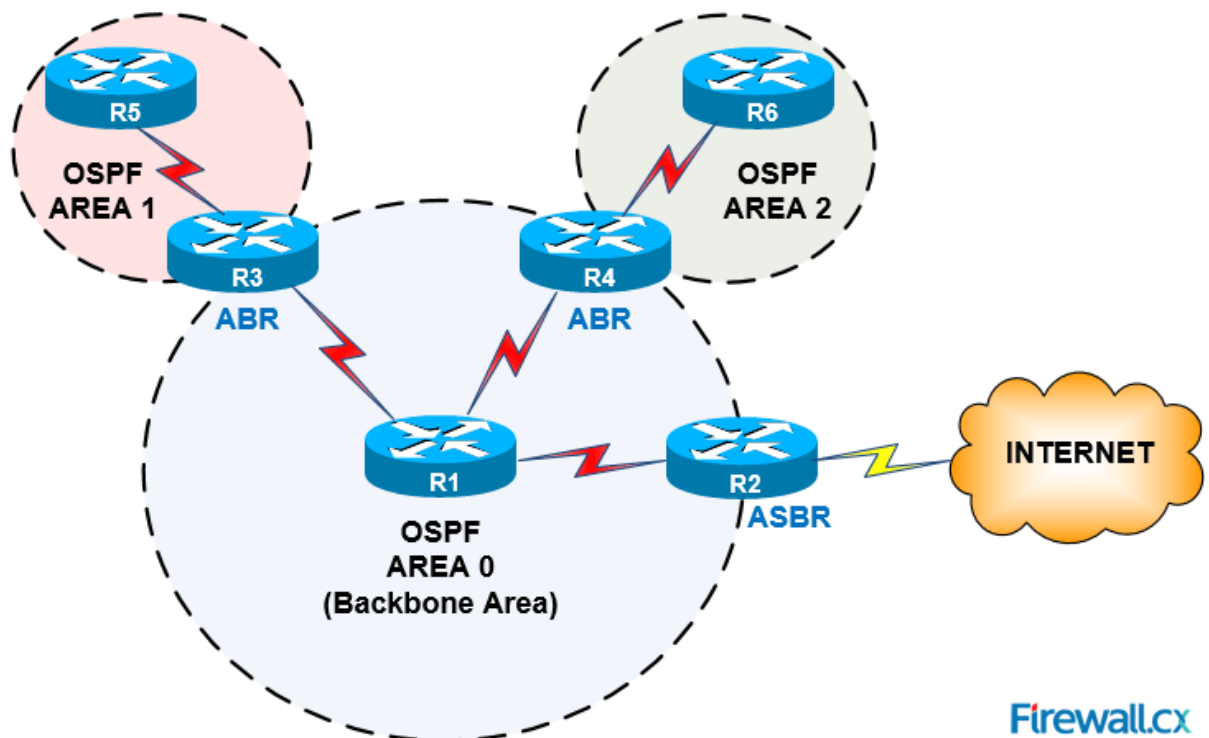 R5
OSPF
AREA 1
R6
OSPF
AREA 2
R3
ABR
R4
ABR
R1
R2
ASBR
INTERNET
OSPF
AREA 0
(Backbone Area)
Firewall.cx